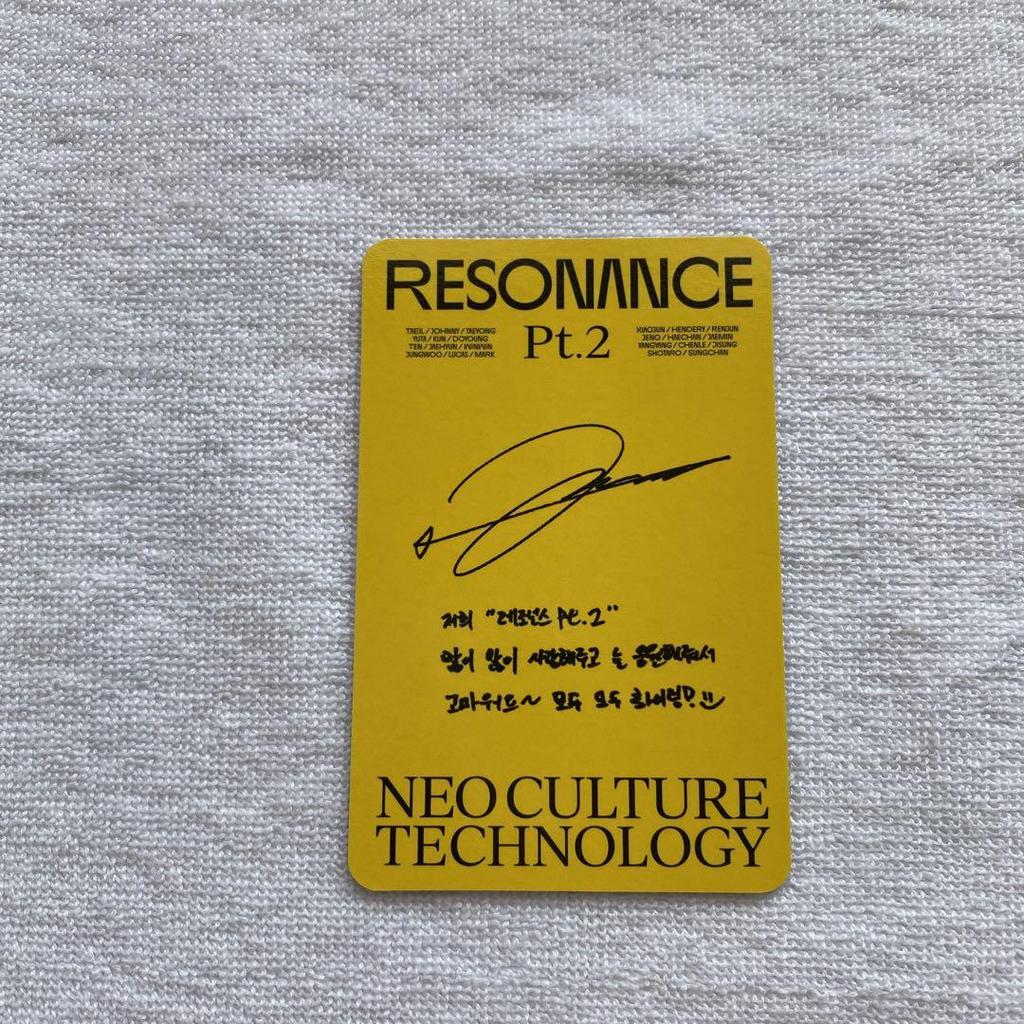 RESONANCE
Pt.2
TAEIL / JOHNNY / TAEYONG
YUTA / KUN / DOYOUNG
TEN / JAEHYUN / WINWIN
JUNGWOO / LUCAS / MARK
XIAOJUN / HENDERY / RENJUN
JENO / HAECHAN / JAEMIN
YANGYANG / CHENLE / JISUNG
SHOTARO / SUNGCHAN
저희 "레조넌스 Pt.2"
많이 많이 사랑해주고 늘 응원해줘서
고마워요~ 모두 모두 화이팅!
NEO CULTURE
TECHNOLOGY